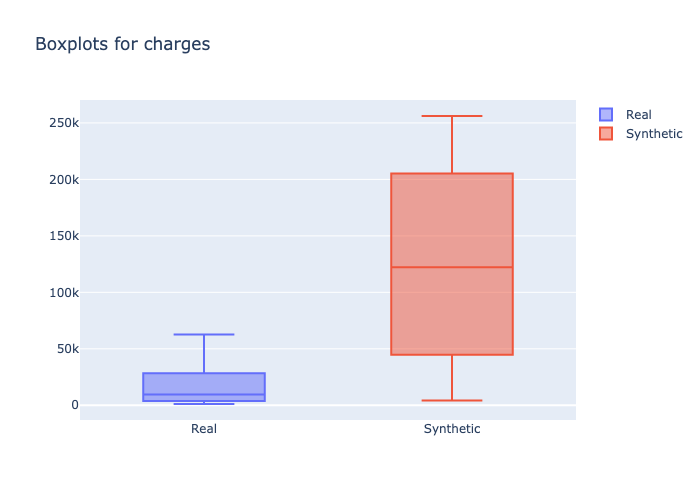 Boxplots for charges
250k
200k
150k
100k
50k
0
Real
Synthetic
Real
Synthetic